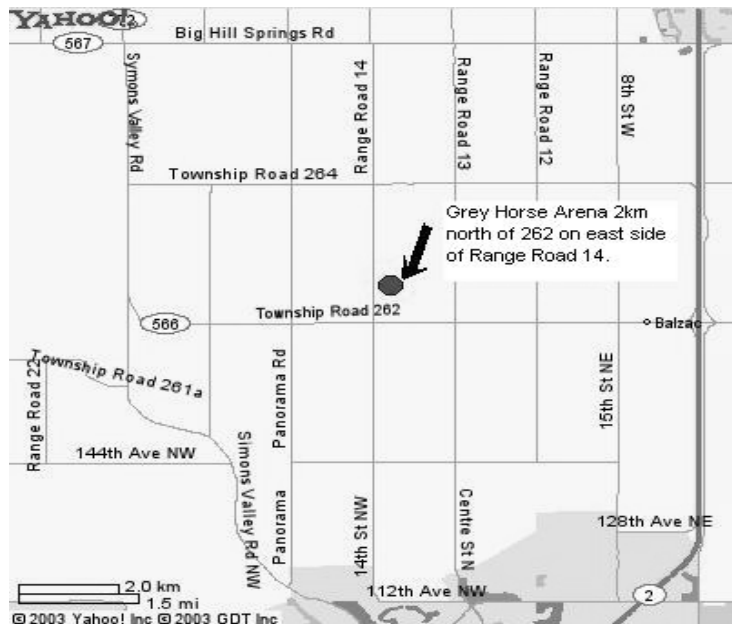 YAHOO!
2
567
Big Hill Springs Rd
Symons Valley Rd
Range Road 14
Range Road 13
Range Road 12
8th St W
Township Road 264
Grey Horse Arena 2km
north of 262 on east side
of Range Road 14.
566
Township Road 262
Balzac
Township Road 261a
Range Road 22
Panorama Rd
15th St NE
144th Ave NW
Simons Valley Rd NW
Panorama
14th St NW
Centre St N
128th Ave NE
112th Ave NW
2
2.0 km
1.5 mi
© 2003 Yahoo! Inc © 2003 GDT Inc